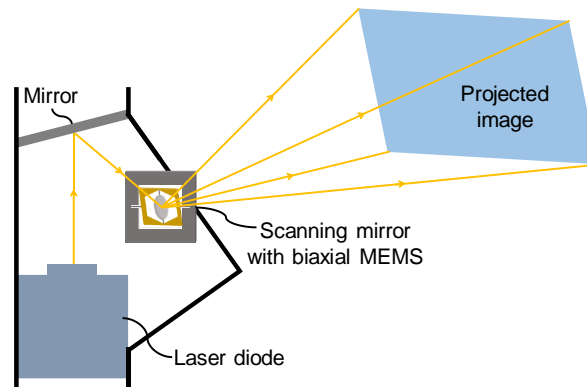 Mirror
Projected
image
Scanning mirror
with biaxial MEMS
Laser diode